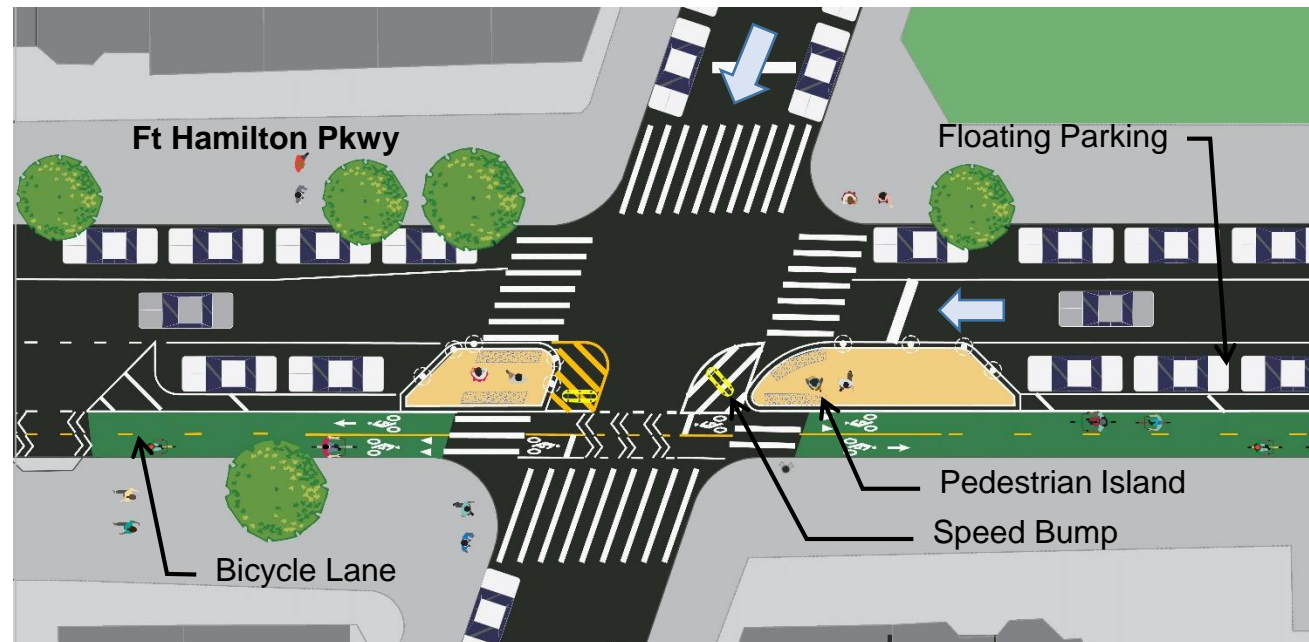 Ft Hamilton Pkwy
Floating Parking
Pedestrian Island
Speed Bump
Bicycle Lane